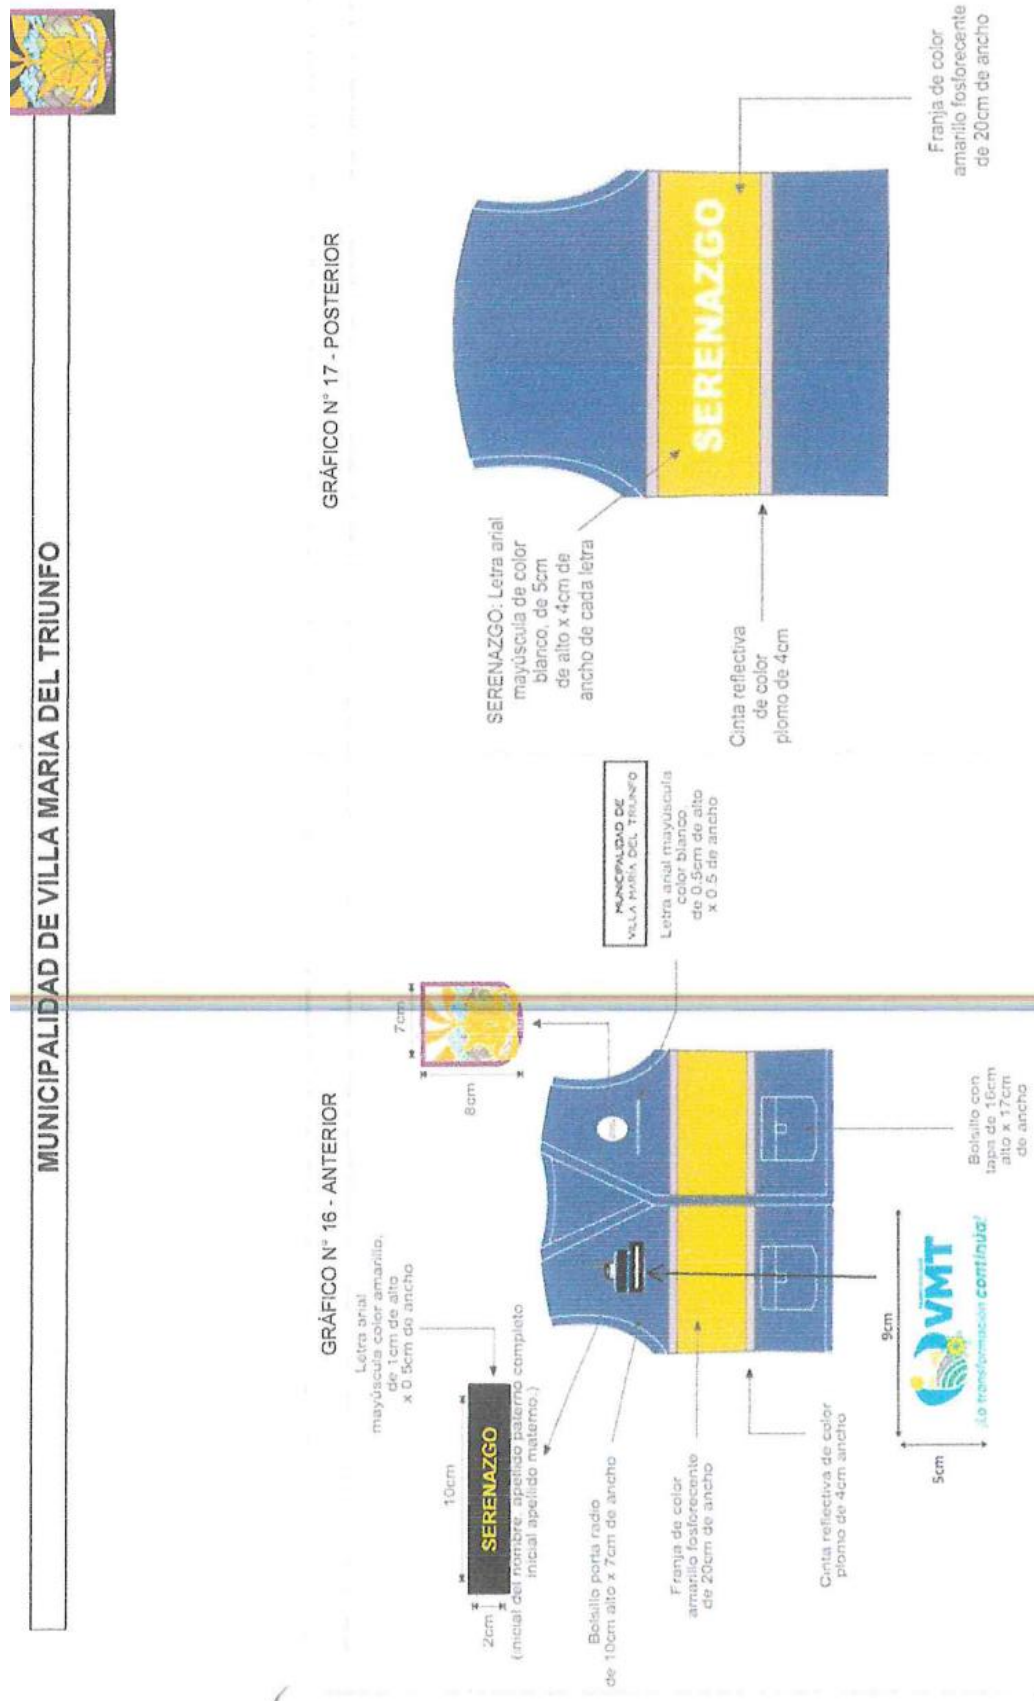 MUNICIPALIDAD DE VILLA MARIA DEL TRIUNFO
GRÁFICO N° 16 - ANTERIOR
Letra arial
mayúscula color amarillo,
de 1cm de alto
x 0.5cm de ancho
10cm
2cm
SERENAZGO
(inicial del nombre, apellido paterno completo
inicial apellido materno.)
Bolsillo porta radio
de 10cm alto x 7cm de ancho
Franja de color
amarillo fosforecente
de 20cm de ancho
Cinta reflectiva de color
plomo de 4cm ancho
7cm
8cm
MUNICIPALIDAD DE
VILLA MARÍA DEL TRIUNFO
Letra arial mayúscula
color blanco,
de 0.5cm de alto
x 0.5 de ancho
Bolsillo con
tapa de 16cm
alto x 17cm
de ancho
9cm
5cm
VMT
¡La transformación continúa!
GRÁFICO N° 17 - POSTERIOR
SERENAZGO: Letra arial
mayúscula de color
blanco, de 5cm
de alto x 4cm de
ancho de cada letra
Cinta reflectiva
de color
plomo de 4cm
SERENAZGO
Franja de color
amarillo fosforecente
de 20cm de ancho